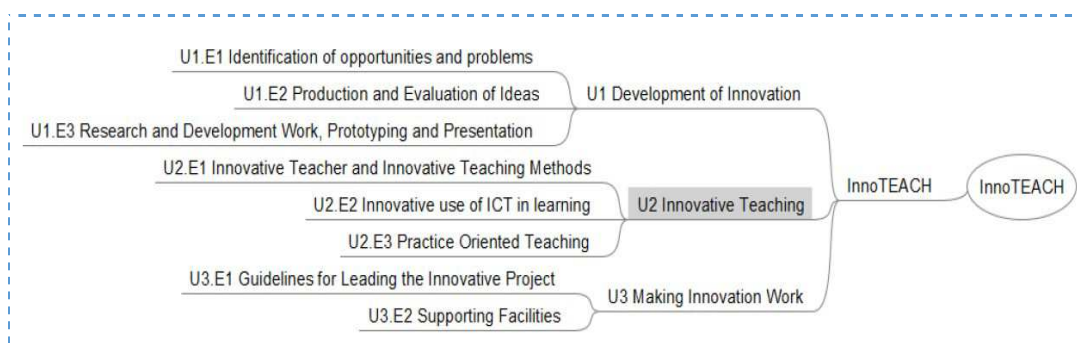 U1.E1 Identification of opportunities and problems
U1.E2 Production and Evaluation of Ideas
U1 Development of Innovation
U1.E3 Research and Development Work, Prototyping and Presentation
U2.E1 Innovative Teacher and Innovative Teaching Methods
InnoTEACH
InnoTEACH
U2.E2 Innovative use of ICT in learning
U2 Innovative Teaching
U2.E3 Practice Oriented Teaching
U3.E1 Guidelines for Leading the Innovative Project
U3 Making Innovation Work
U3.E2 Supporting Facilities